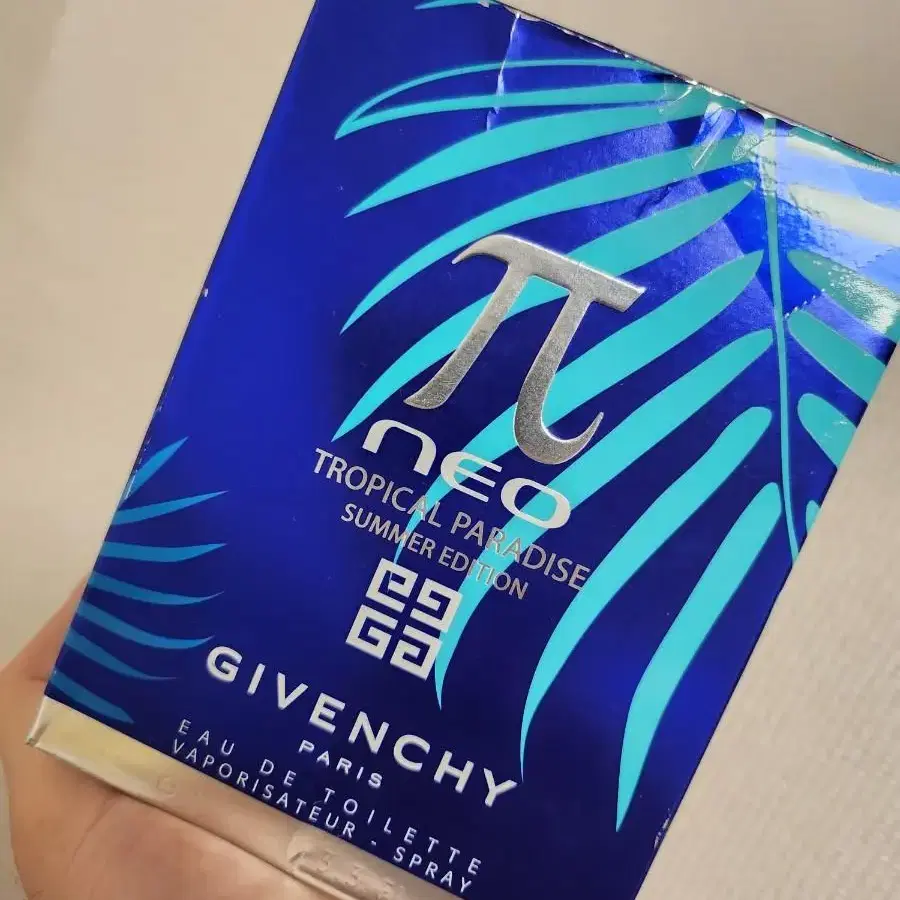 π
neo
TROPICAL PARADISE
SUMMER EDITION
GIVENCHY
PARIS
EAU DE TOILETTE
VAPORISATEUR - SPRAY